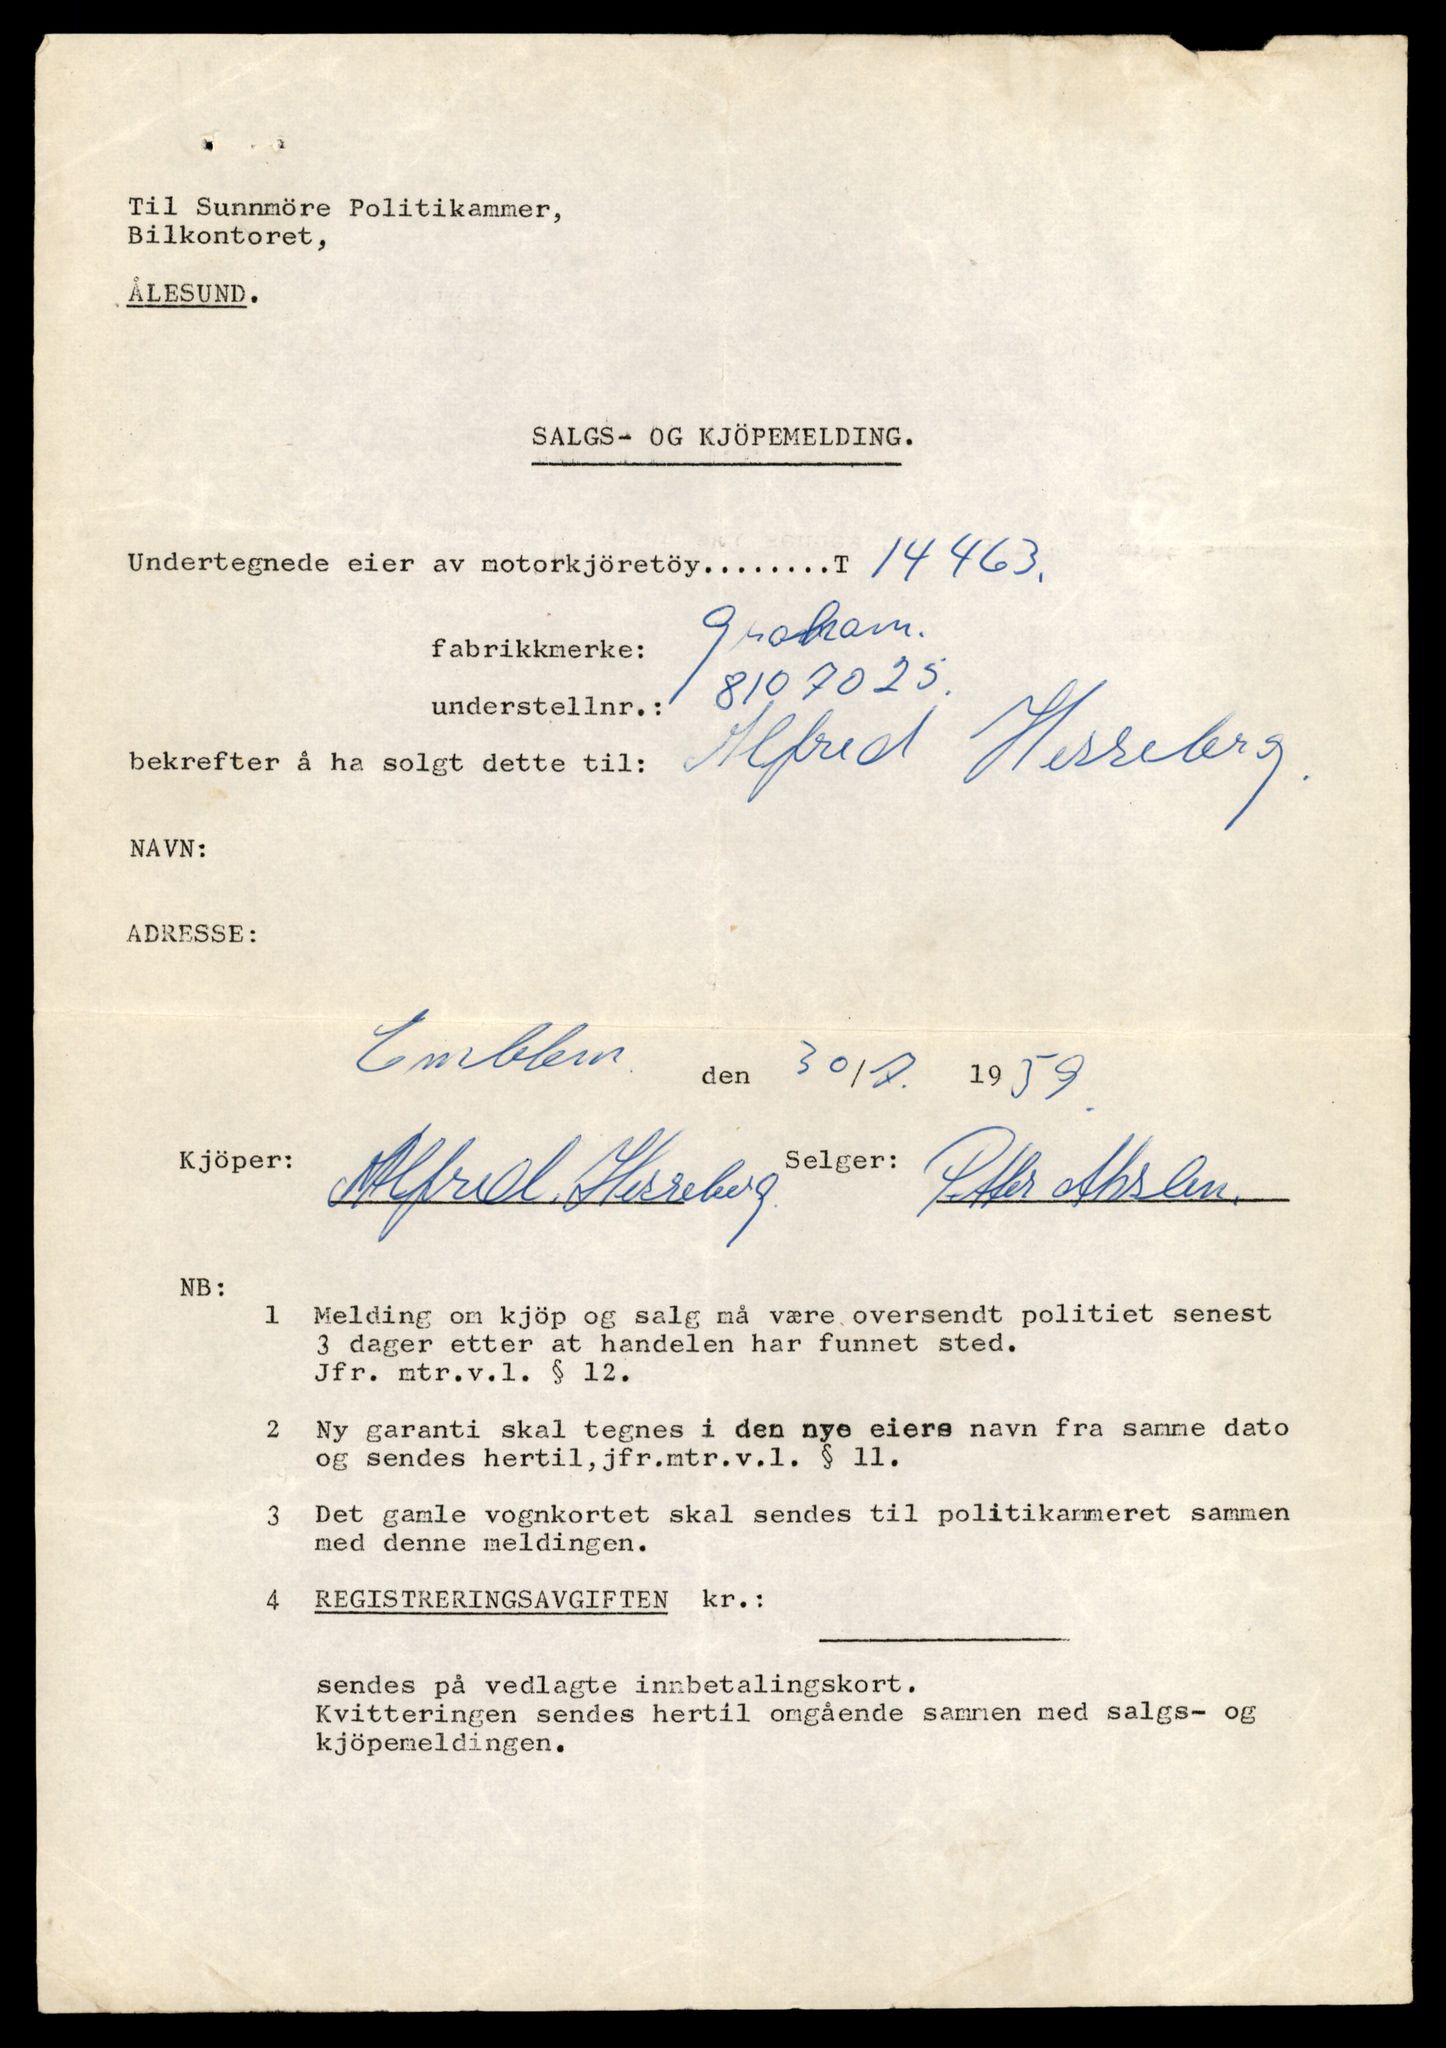 Til Sunnmöre Politikammer,
Bilkontoret,
ÅLESUND.
SALGS- OG KJÖPEMELDING.
Undertegnede eier av motorkjöretöy........T 14463.
fabrikkmerke: Graham.
understellnr.: 8107025.
bekrefter å ha solgt dette til: Alfred Hesseberg.
NAVN:
ADRESSE:
Emblem. den 30/7. 1959.
Kjöper: Alfred Hesseberg Selger: Petter
NB:
1 Melding om kjöp og salg må være oversendt politiet senest
3 dager etter at handelen har funnet sted.
Jfr. mtr.v.l. § 12.
2 Ny garanti skal tegnes i den nye eiers navn fra samme dato
og sendes hertil,jfr.mtr.v.l. § 11.
3 Det gamle vognkortet skal sendes til politikammeret sammen
med denne meldingen.
4 REGISTRERINGSAVGIFTEN kr.:
sendes på vedlagte innbetalingskort.
Kvitteringen sendes hertil omgående sammen med salgs- og
kjöpemeldingen.